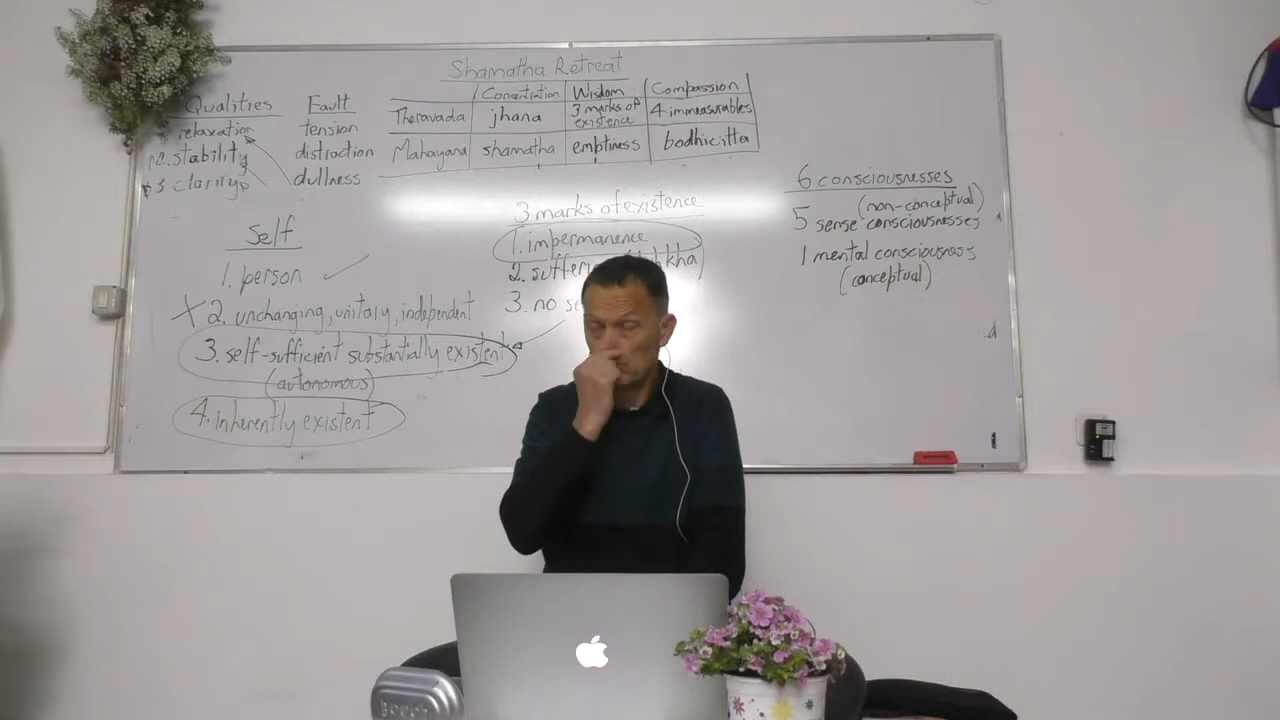 Shamatha Retreat
Concentration Wisdom Compassion
Theravada jhana 3 marks of existence 4 immeasurables
Mahayana shamatha emptiness bodhicitta
Qualities Fault
relaxation tension
2. stability distraction
3 clarity dullness
Self
1. person
X 2. unchanging, unitary, independent
3. self-sufficient substantially existent
(autonomous)
4. inherently existent
3 marks of existence
1. impermanence
2.
3. no
6 consciousnesses
(non-conceptual)
5 sense consciousnesses
1 mental consciousness
(conceptual)